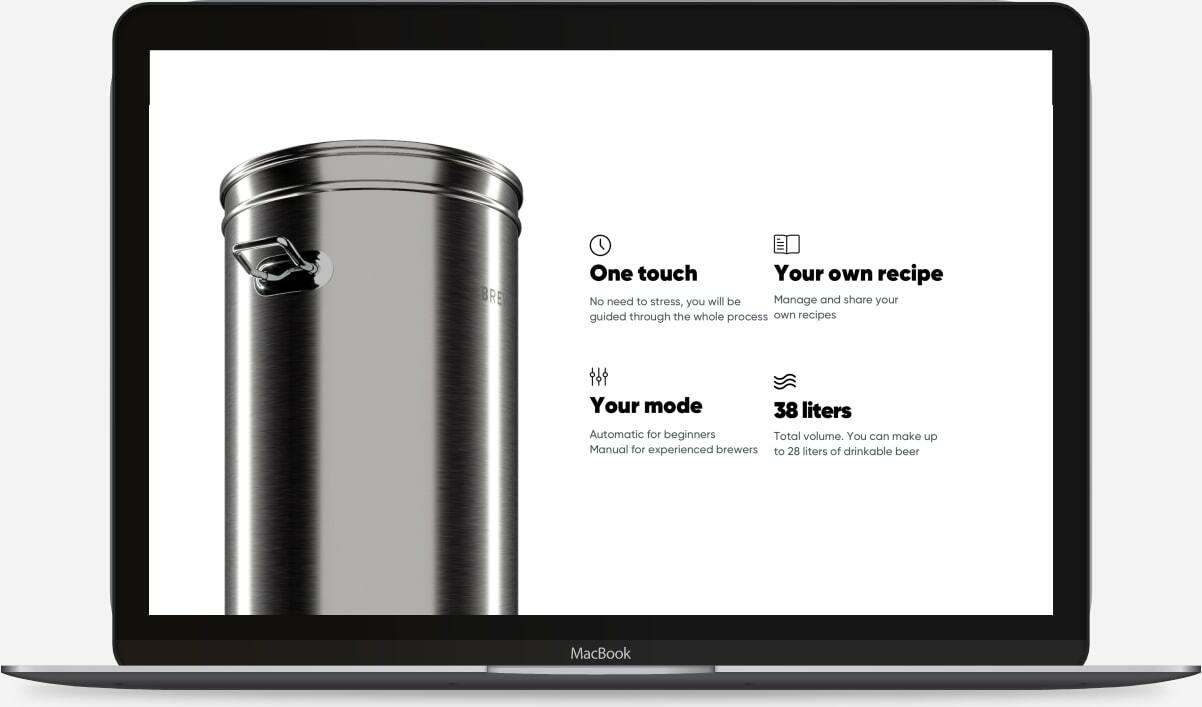 One touch
No need to stress, you will be
guided through the whole process
Your own recipe
Manage and share your
own recipes
Your mode
Automatic for beginners
Manual for experienced brewers
38 liters
Total volume. You can make up
to 28 liters of drinkable beer
BRE
MacBook